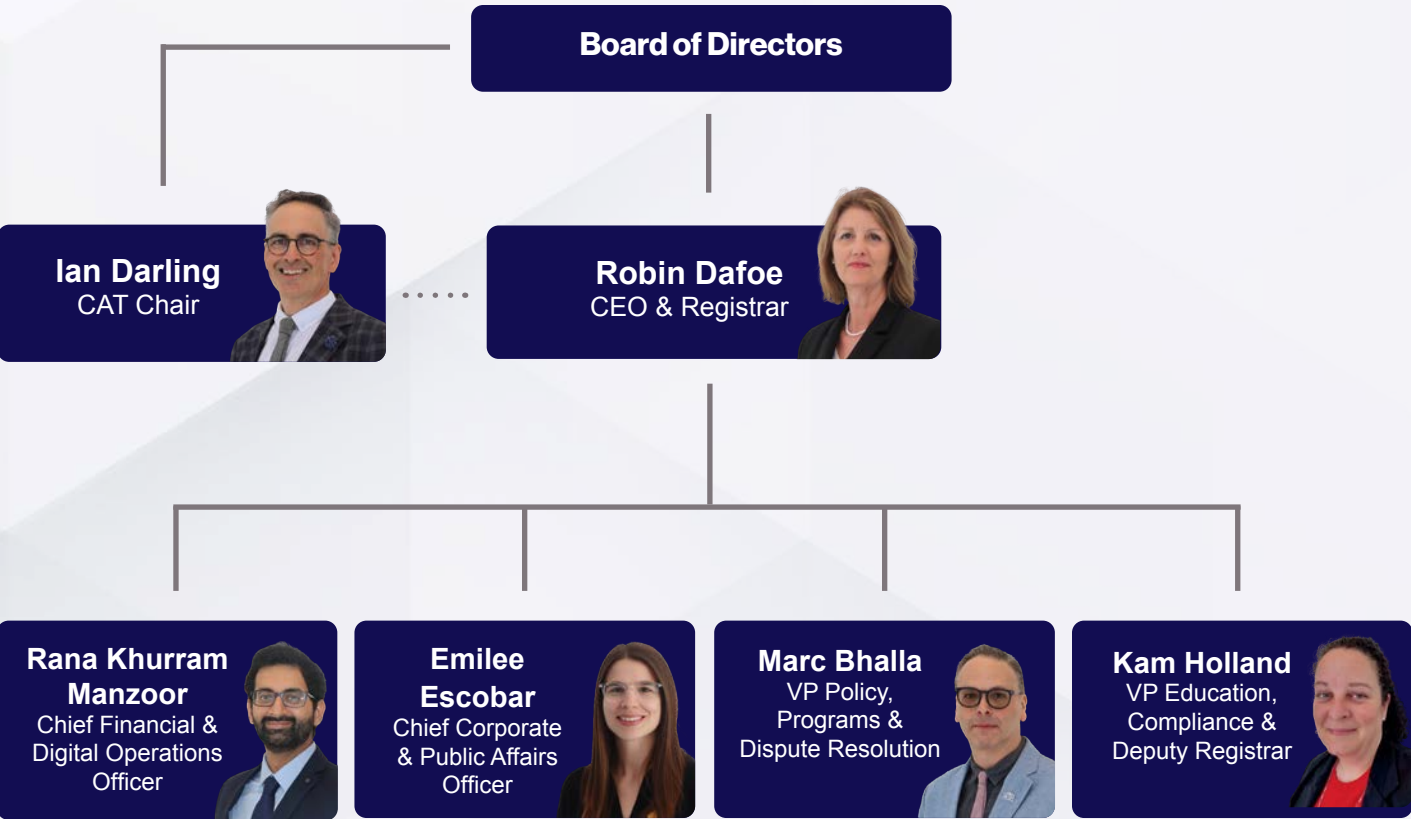 Board of Directors
Ian Darling
CAT Chair
Robin Dafoe
CEO & Registrar
Rana Khurram
Manzoor
Chief Financial &
Digital Operations
Officer
Emilee
Escobar
Chief Corporate
& Public Affairs
Officer
Marc Bhalla
VP Policy,
Programs &
Dispute Resolution
Kam Holland
VP Education,
Compliance &
Deputy Registrar